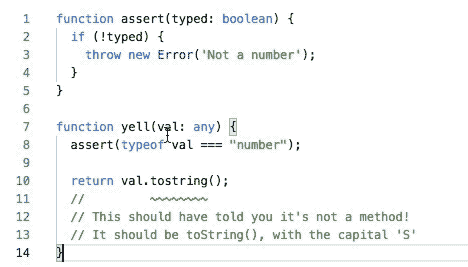 1 function assert(typed: boolean) {
2   if (!typed) {
3     throw new Error('Not a number');
4   }
5 }
6
7 function yell(val: any) {
8   assert(typeof val === "number");
9
10   return val.tostring();
11   //         ~~~~~~~~
12   // This should have told you it's not a method!
13   // It should be toString(), with the capital 'S'
14 }